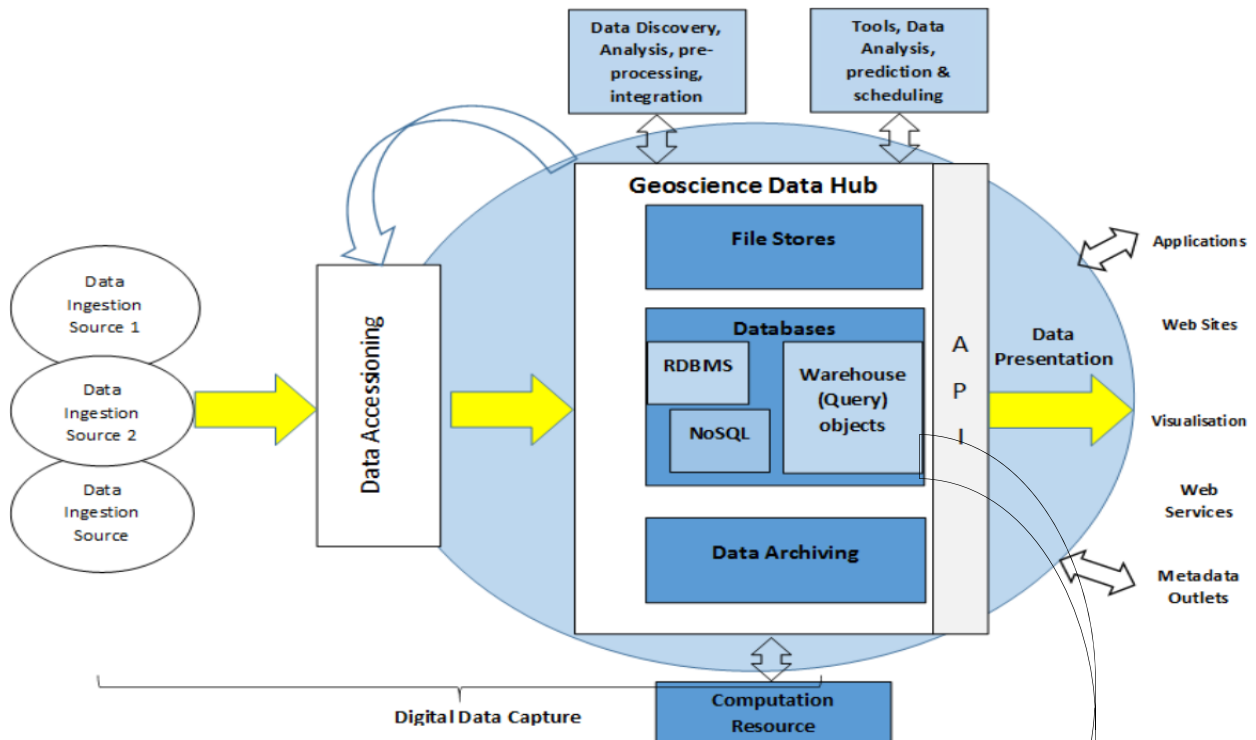 Data Discovery,
Analysis, pre-
processing,
integration
Tools, Data
Analysis,
prediction &
scheduling
Geoscience Data Hub
File Stores
Databases
RDBMS
NoSQL
Warehouse
(Query)
objects
Data Archiving
A
P
I
Data
Ingestion
Source 1
Data
Ingestion
Source 2
Data
Ingestion
Source
Data Accessioning
Data
Presentation
Applications
Web Sites
Visualisation
Web
Services
Metadata
Outlets
Digital Data Capture
Computation
Resource